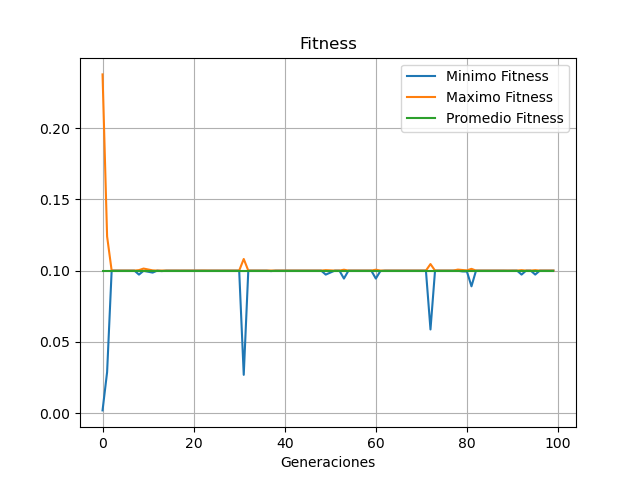 Fitness
Minimo Fitness
Maximo Fitness
Promedio Fitness
0.20
0.15
0.10
0.05
0.00
0 20 40 60 80 100
Generaciones